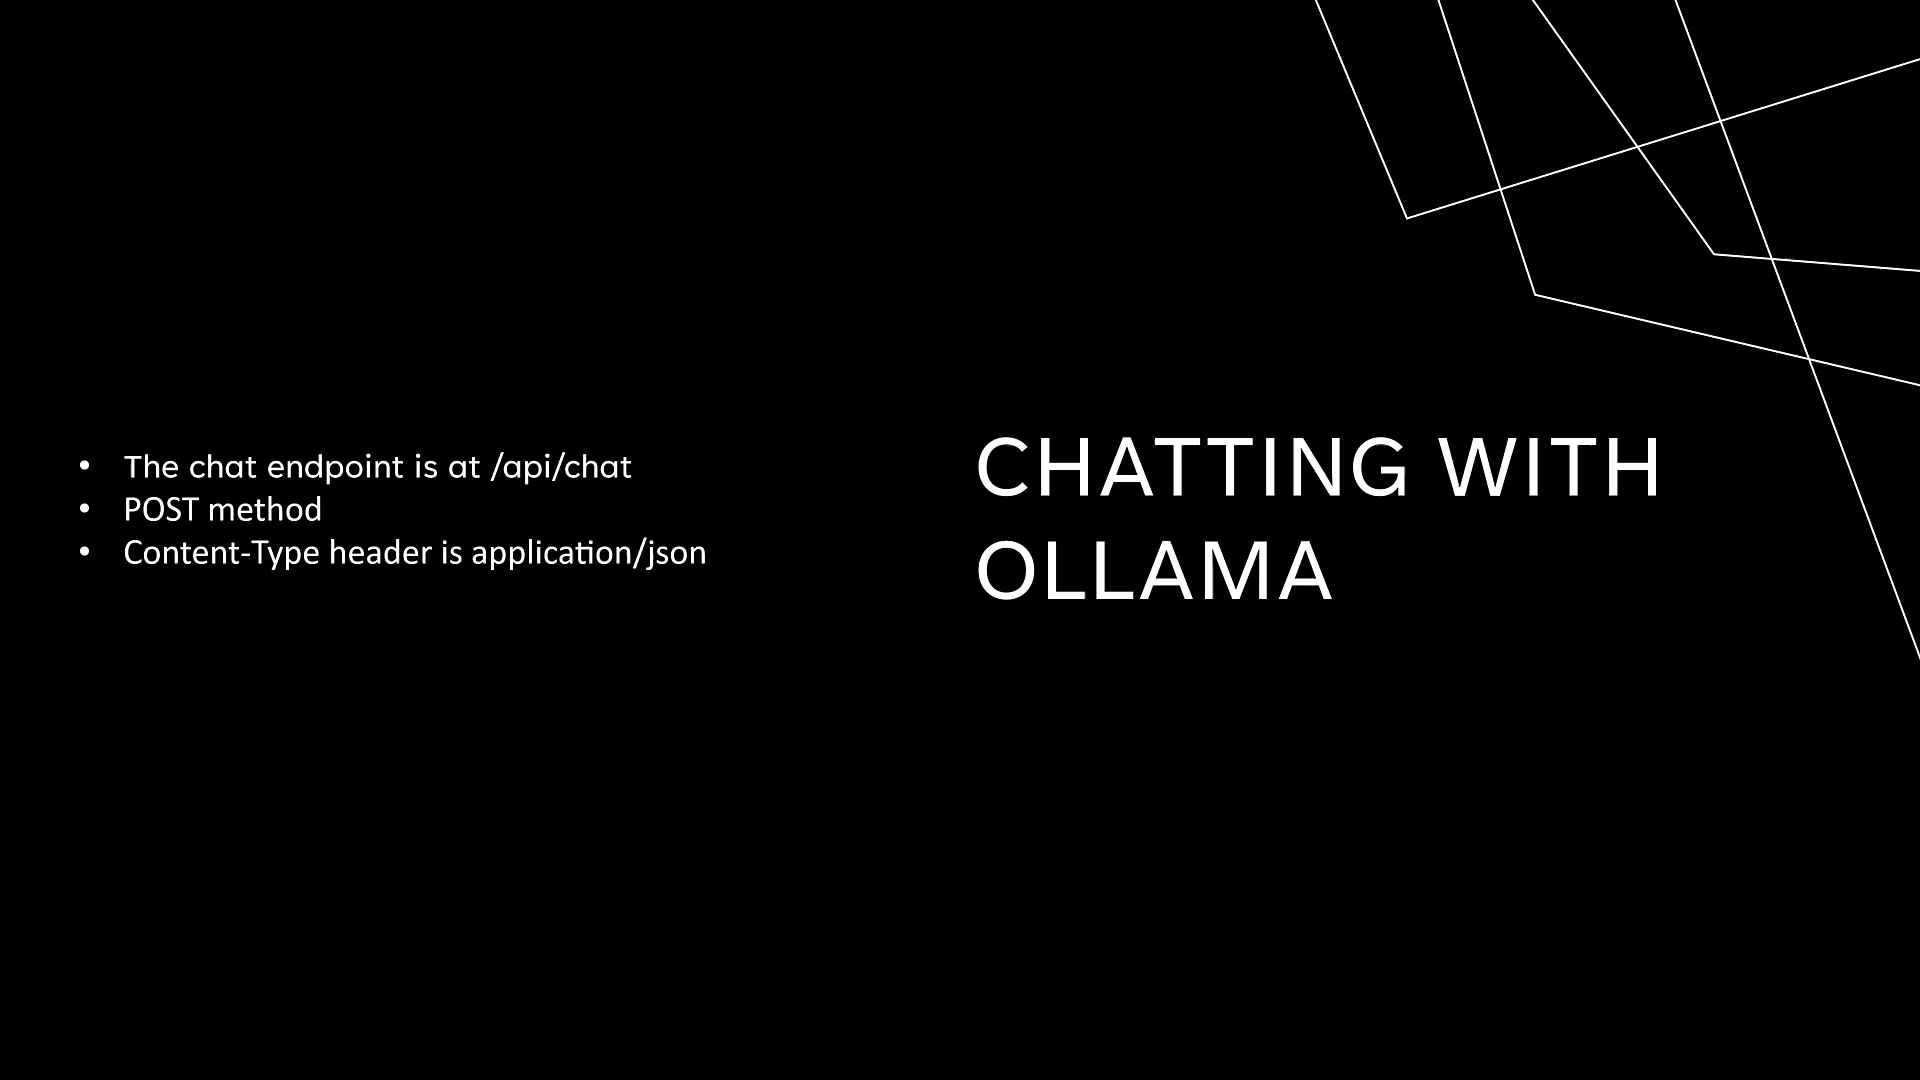 • The chat endpoint is at /api/chat
• POST method
• Content-Type header is application/json
CHATTING WITH
OLLAMA